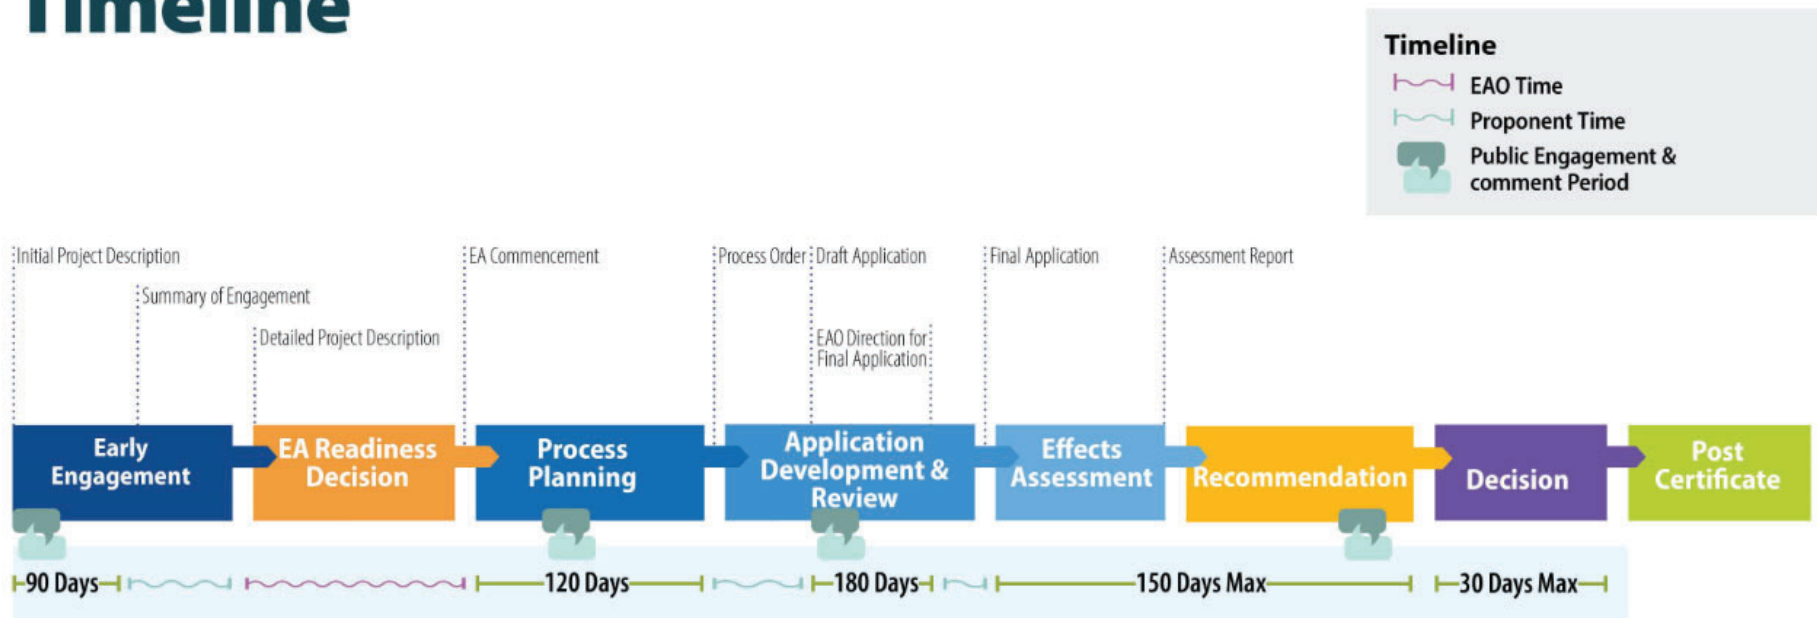 Timeline
Timeline
EAO Time
Proponent Time
Public Engagement &
comment Period
Initial Project Description
Summary of Engagement
Detailed Project Description
EA Commencement
Process Order
Draft Application
EAO Direction for
Final Application
Final Application
Assessment Report
Early
Engagement
EA Readiness
Decision
Process
Planning
Application
Development &
Review
Effects
Assessment
Recommendation
Decision
Post
Certificate
90 Days
120 Days
180 Days
150 Days Max
30 Days Max